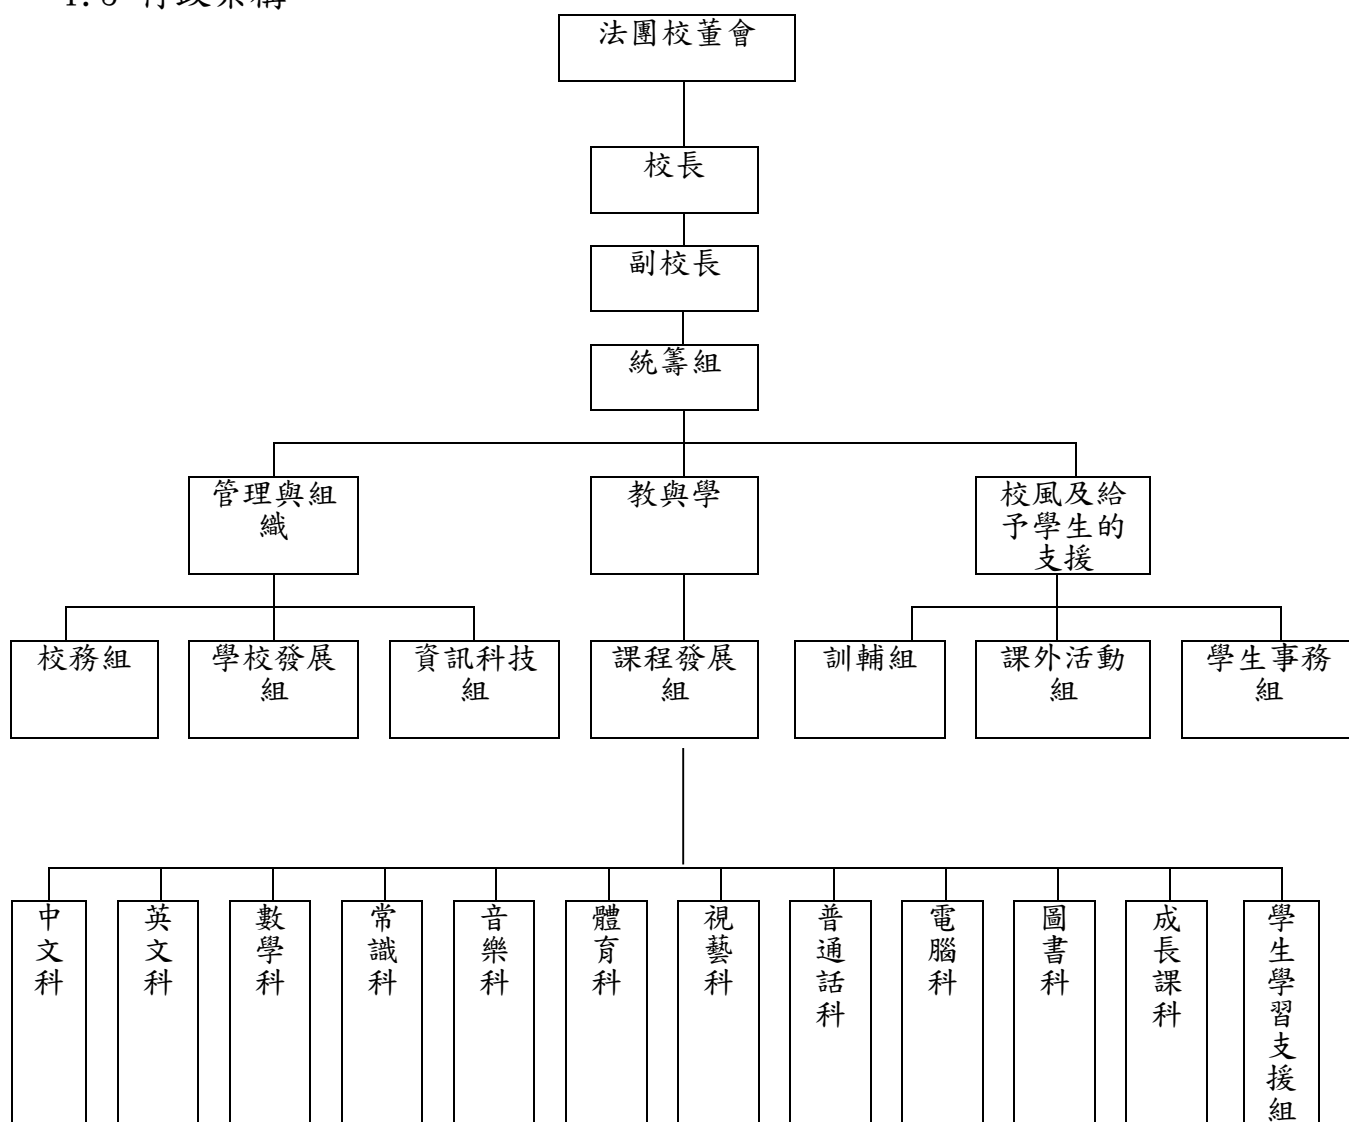 法團校董會
校長
副校長
統籌組
管理與組
織
教與學
校風及給
予學生的
支援
校務組
學校發展
組
資訊科技
組
課程發展
組
訓輔組
課外活動
組
學生事務
組
中文科
英文科
數學科
常識科
音樂科
體育科
視藝科
普通話科
電腦科
圖書科
成長課科
學生學習支援組